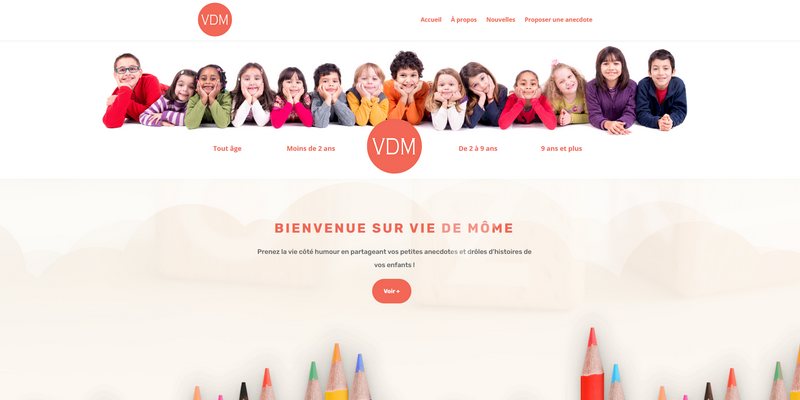 VDM
Accueil À propos Nouvelles Proposer une anecdote
Tout âge Moins de 2 ans VDM De 2 à 9 ans 9 ans et plus
BIENVENUE SUR VIE DE MÔME
Prenez la vie côté humour en partageant vos petites anecdotes et drôles d'histoires de
vos enfants !
Voir +